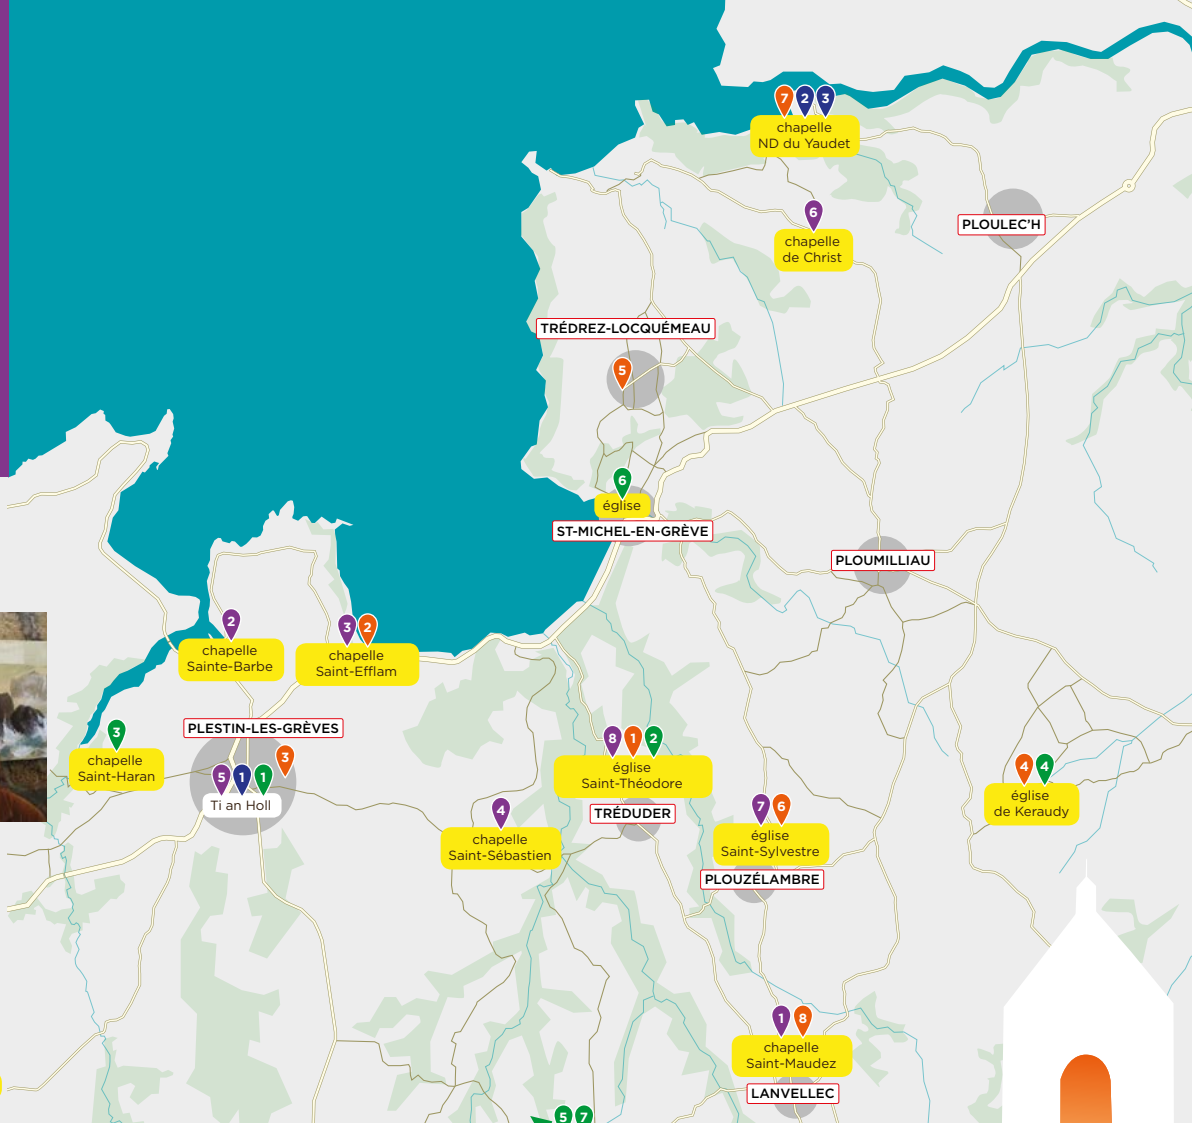 7 2 3
chapelle
ND du Yaudet
6
chapelle
de Christ
PLOULEC'H
TRÉDREZ-LOCQUÉMEAU
5
6
église
ST-MICHEL-EN-GRÈVE
PLOUMILLIAU
2
chapelle
Sainte-Barbe
3 2
chapelle
Saint-Efflam
PLESTIN-LES-GRÈVES
3
chapelle
Saint-Haran
3
5 1 1
Ti an Holl
8 1 2
église
Saint-Théodore
TRÉDUDER
4
chapelle
Saint-Sébastien
7 6
église
Saint-Sylvestre
PLOUZÉLAMBRE
4 4
église
de Keraudy
1 8
chapelle
Saint-Maudez
LANVELLEC
5 7